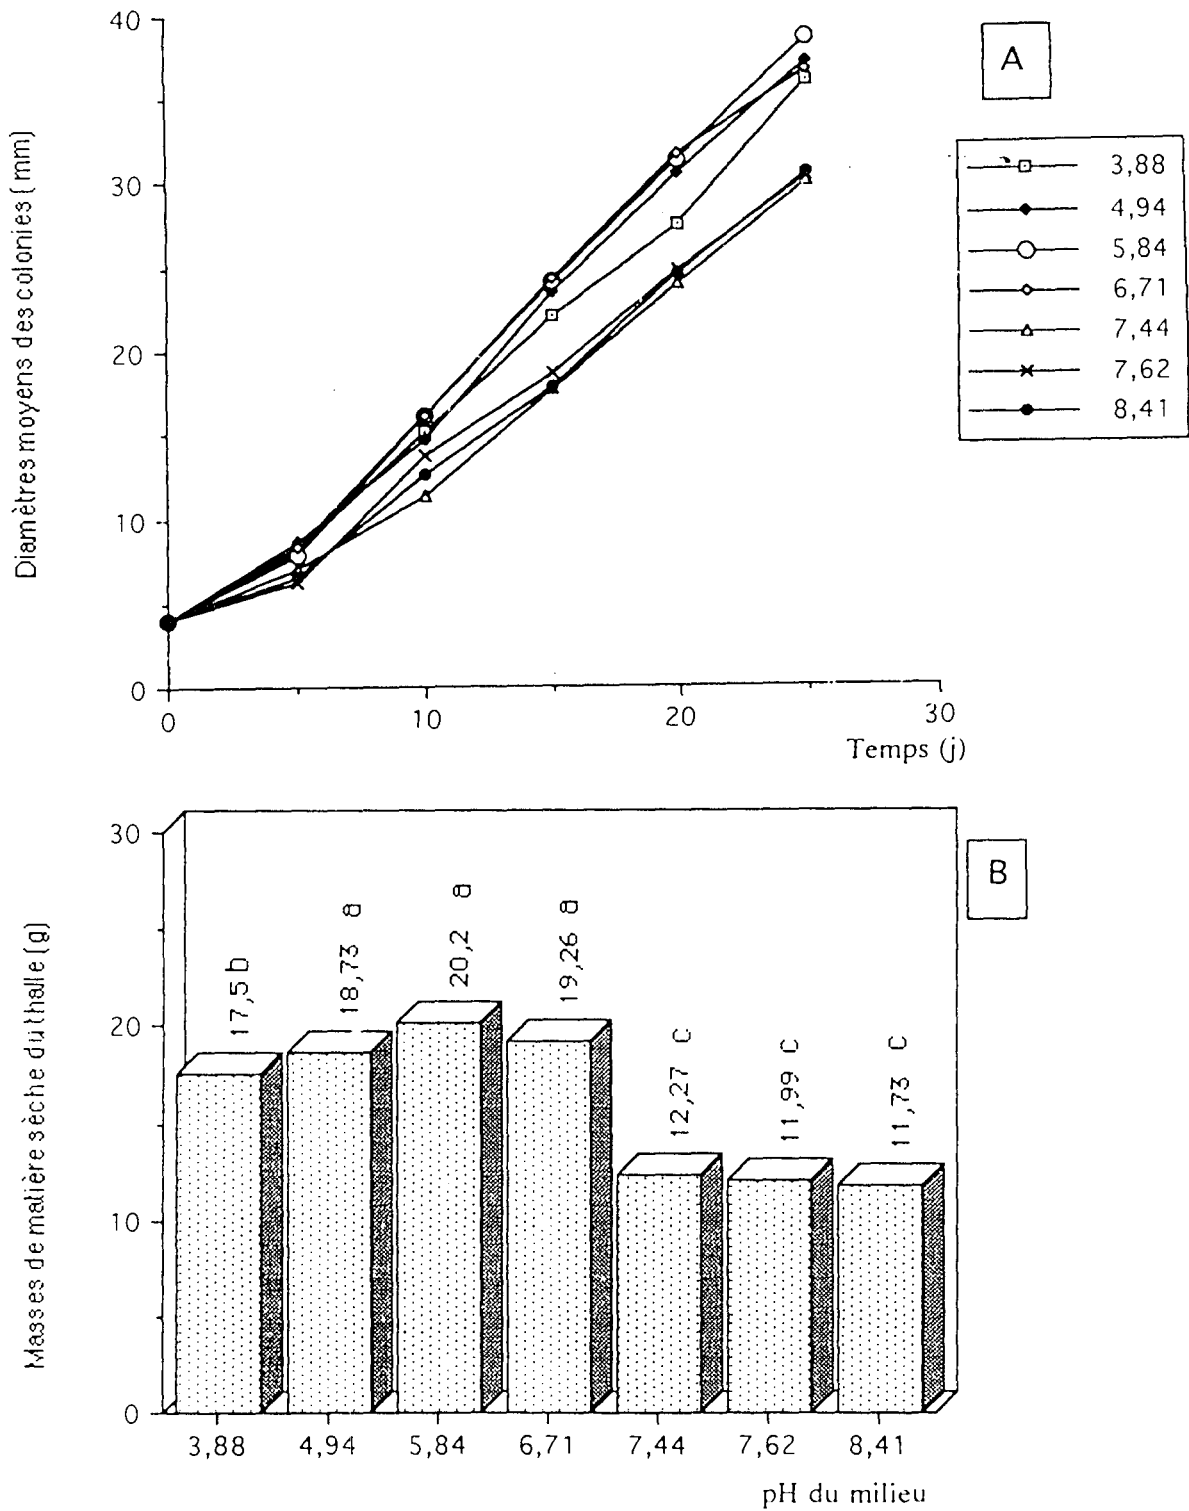 40
30
20
10
0
Diamètres moyens des colonies (mm)
A
3,88
4,94
5,84
6,71
7,44
7,62
8,41
0
10
20
30
Temps (j)
30
20
10
0
Masses de matière sèche du thalle (g)
B
17,5 b
18,73 a
20,2 a
19,26 a
12,27 c
11,99 c
11,73 c
3,88
4,94
5,84
6,71
7,44
7,62
8,41
pH du milieu